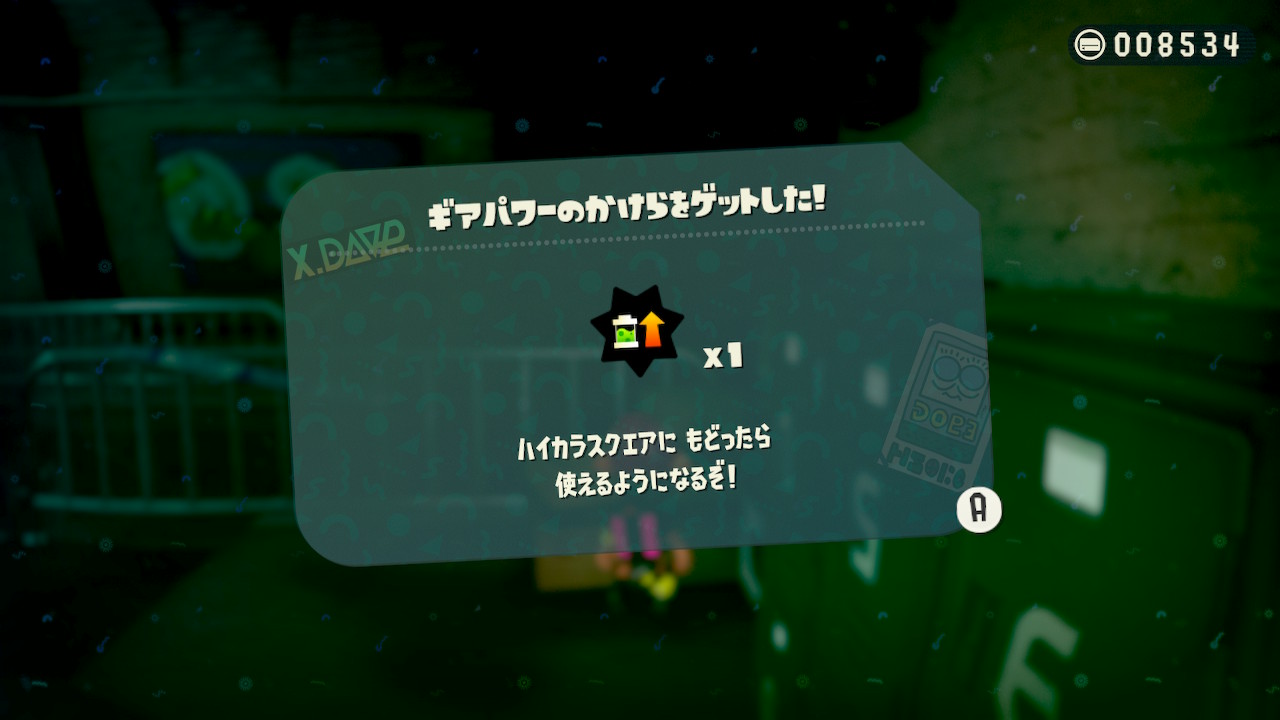 008534
ギアパワーのかけらをゲットした!
x1
ハイカラスクエアに もどったら
使えるようになるぞ!
A